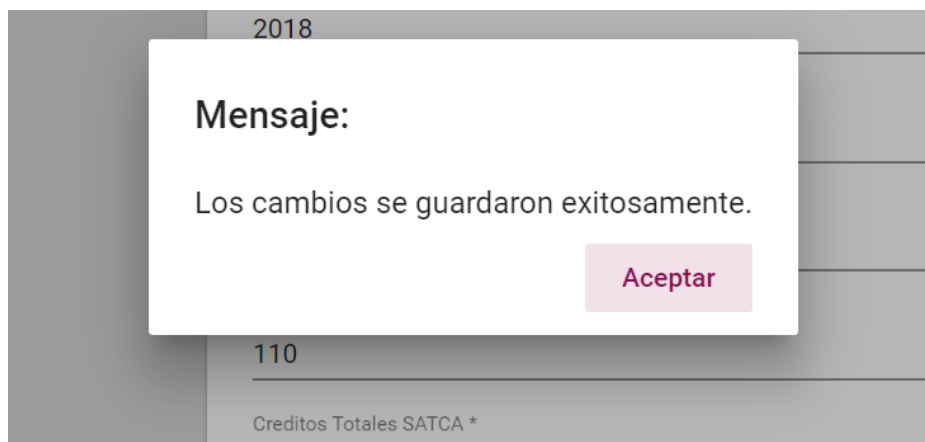 2018
Mensaje:
Los cambios se guardaron exitosamente.
Aceptar
110
Creditos Totales SATCA *